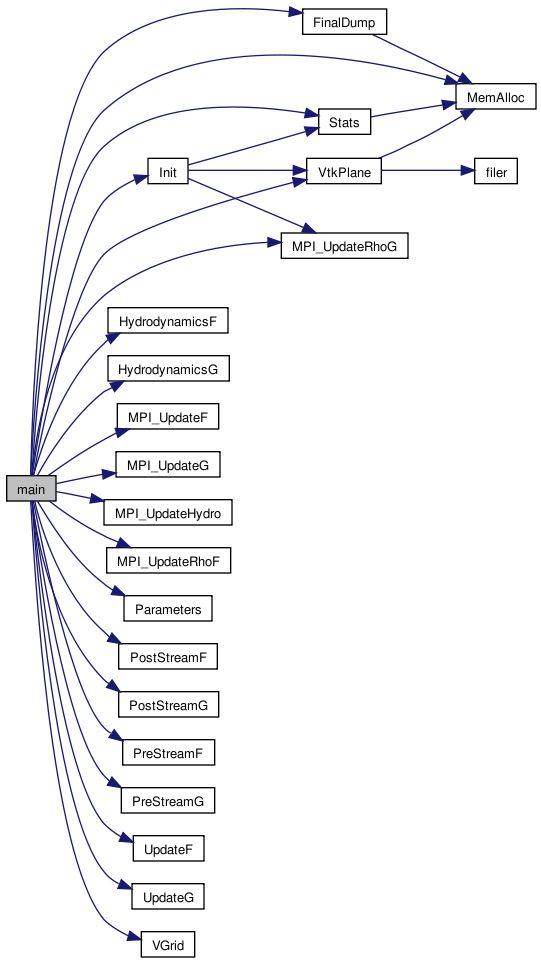 FinalDump
MemAlloc
Stats
Init
VtkPlane
filer
MPI_UpdateRhoG
HydrodynamicsF
HydrodynamicsG
MPI_UpdateF
MPI_UpdateG
main
MPI_UpdateHydro
MPI_UpdateRhoF
Parameters
PostStreamF
PostStreamG
PreStreamF
PreStreamG
UpdateF
UpdateG
VGrid